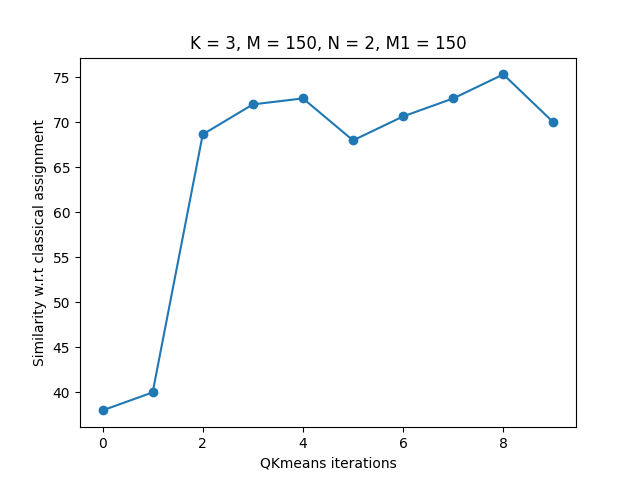 K = 3, M = 150, N = 2, M1 = 150
Similarity w.r.t classical assignment
75
70
65
60
55
50
45
40
0 2 4 6 8
QKmeans iterations